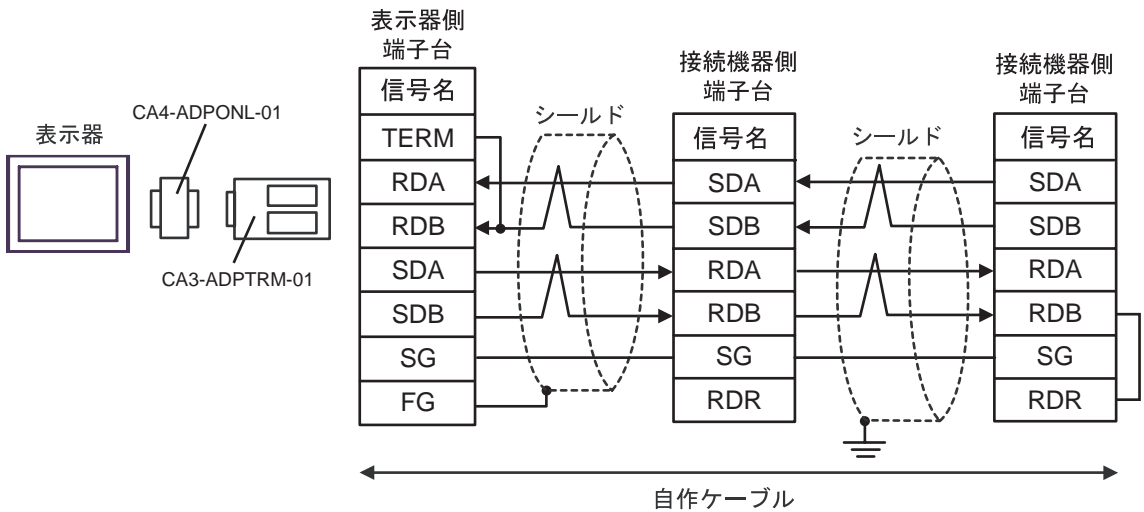 表示器側
端子台
接続機器側
端子台
接続機器側
端子台
表示器
CA4-ADPONL-01
CA3-ADPTRM-01
シールド
シールド
信号名
TERM
RDA
RDB
SDA
SDB
SG
FG
信号名
SDA
SDB
RDA
RDB
SG
RDR
信号名
SDA
SDB
RDA
RDB
SG
RDR
自作ケーブル